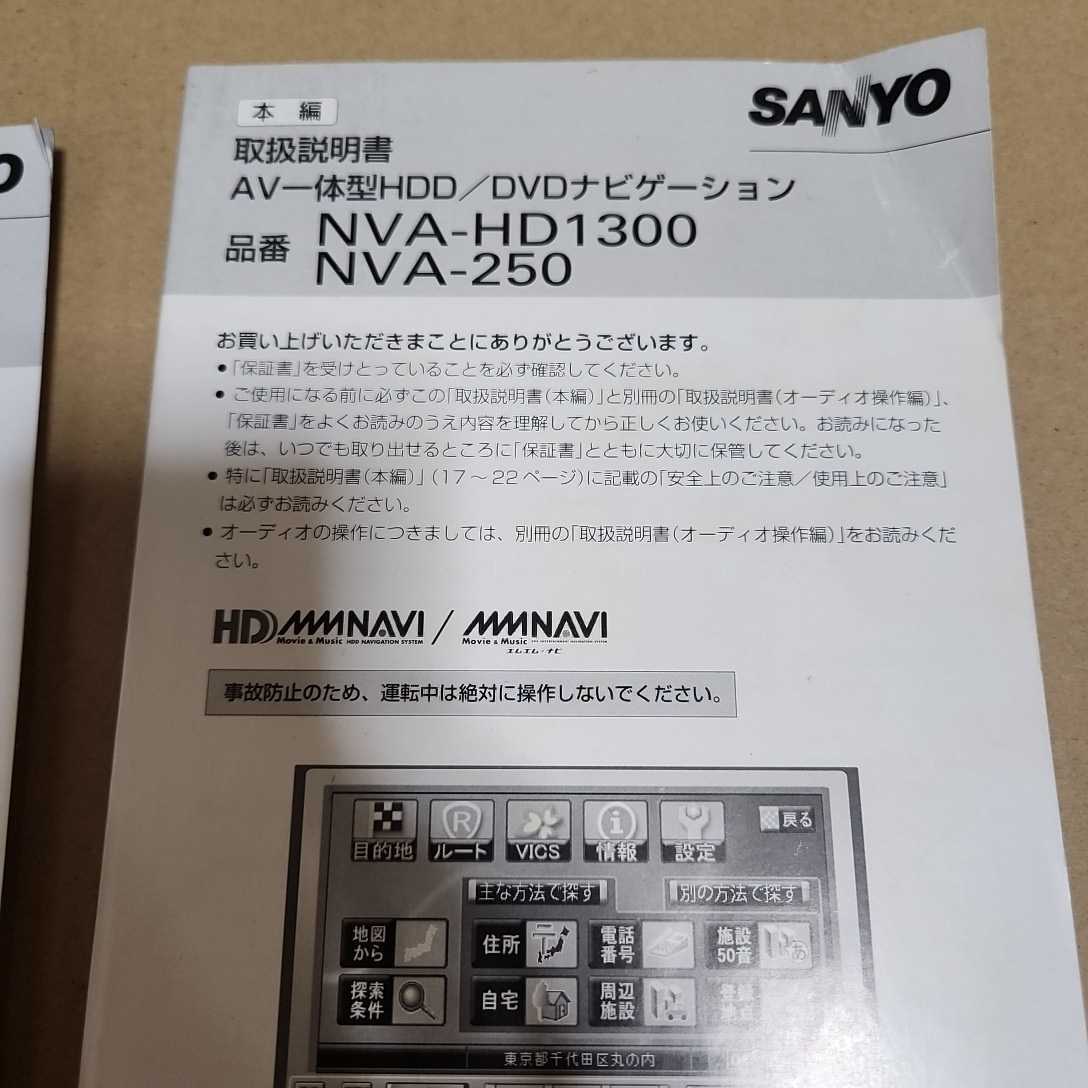 O
SANYO
本編
取扱説明書
AV一体型HDD／DVDナビゲーション
品番 NVA-HD1300
NVA-250
お買い上げいただきまことにありがとうございます。
●「保証書」を受けとっていることを必ず確認してください。
● ご使用になる前に必ずこの「取扱説明書（本編）」と別冊の「取扱説明書（オーディオ操作編）」、
「保証書」をよくお読みのうえ内容を理解してから正しくお使いください。お読みになった
後は、いつでも取り出せるところに「保証書」とともに大切に保管してください。
● 特に「取扱説明書（本編）」（17～22ページ）に記載の「安全上のご注意／使用上のご注意」
は必ずお読みください。
● オーディオの操作につきましては、別冊の「取扱説明書（オーディオ操作編）」をお読みくだ
さい。
HDD MMNAVI / MMNAVI
Movie & Music HDD NAVIGATION SYSTEM Movie & Music
エムエム・ナビ
事故防止のため、運転中は絶対に操作しないでください。
R i 戻る
目的地 ルート VICS 情報 設定
主な方法で探す 別の方法で探す
地図から 住所 電話番号 施設50音 あ
探索条件 自宅 周辺施設
東京都千代田区丸の内